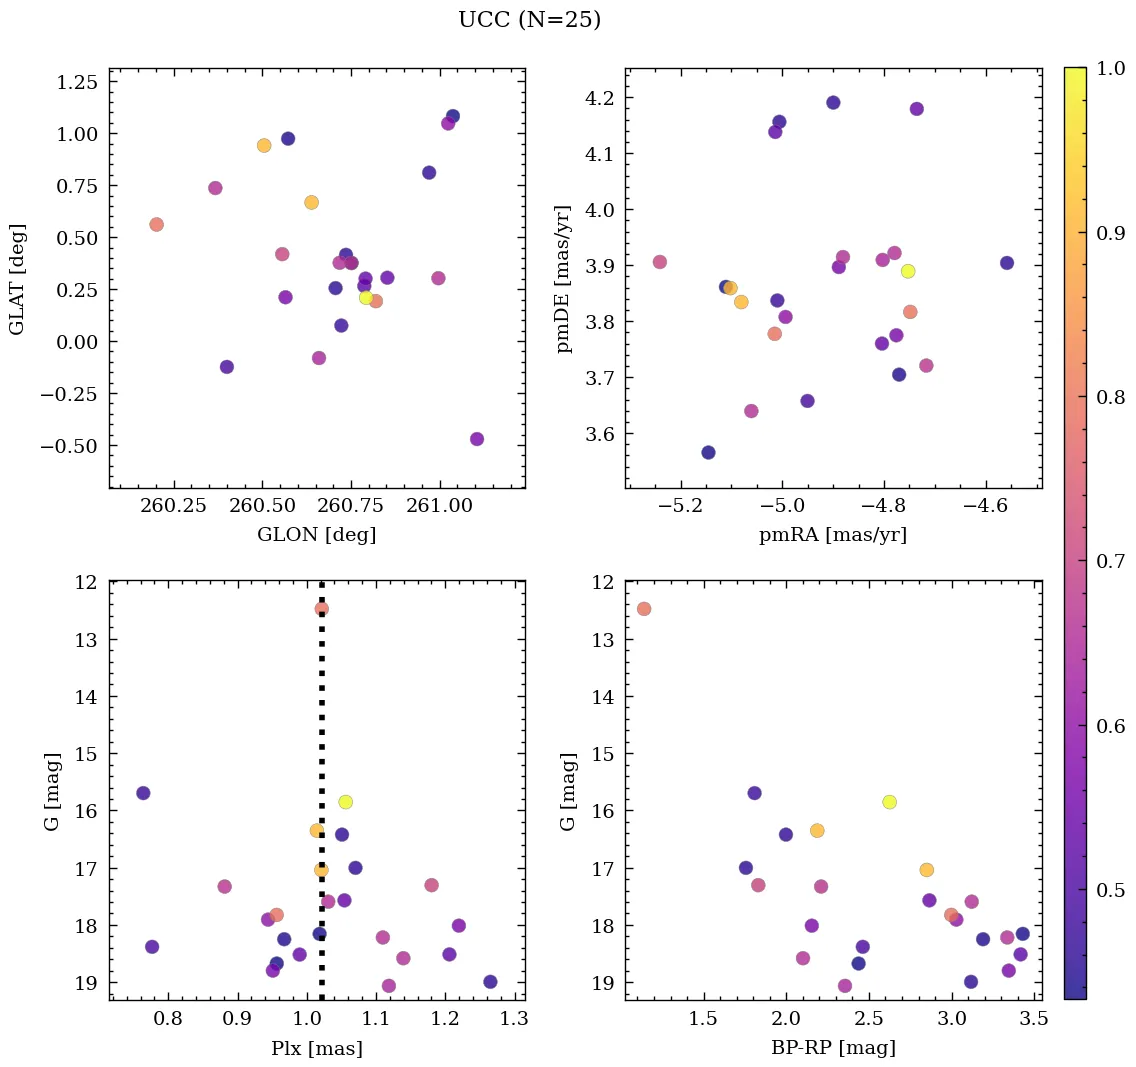 UCC (N=25)
1.25
1.00
0.75
0.50
0.25
0.00
−0.25
−0.50
GLAT [deg]
260.25 260.50 260.75 261.00
GLON [deg]
4.2
4.1
4.0
3.9
3.8
3.7
3.6
pmDE [mas/yr]
−5.2 −5.0 −4.8 −4.6
pmRA [mas/yr]
1.0
0.9
0.8
0.7
0.6
0.5
12
13
14
15
16
17
18
19
G [mag]
0.8 0.9 1.0 1.1 1.2 1.3
Plx [mas]
12
13
14
15
16
17
18
19
G [mag]
1.5 2.0 2.5 3.0 3.5
BP-RP [mag]